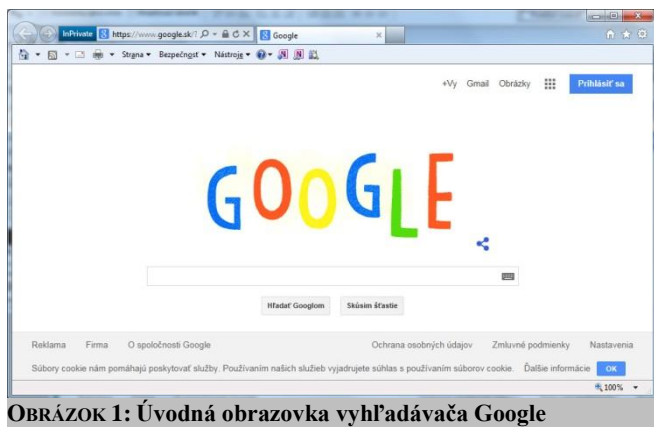 InPrivate https://www.google.sk/? Google
Strana Bezpečnosť Nástroje
+Vy Gmail Obrázky Prihlásiť sa
GOOGLE
Hľadať Googlom Skúsim šťastie
Reklama Firma O spoločnosti Google Ochrana osobných údajov Zmluvné podmienky Nastavenia
Súbory cookie nám pomáhajú poskytovať služby. Používaním našich služieb vyjadrujete súhlas s používaním súborov cookie. Ďalšie informácie OK
100%
OBRÁZOK 1: Úvodná obrazovka vyhľadávača Google